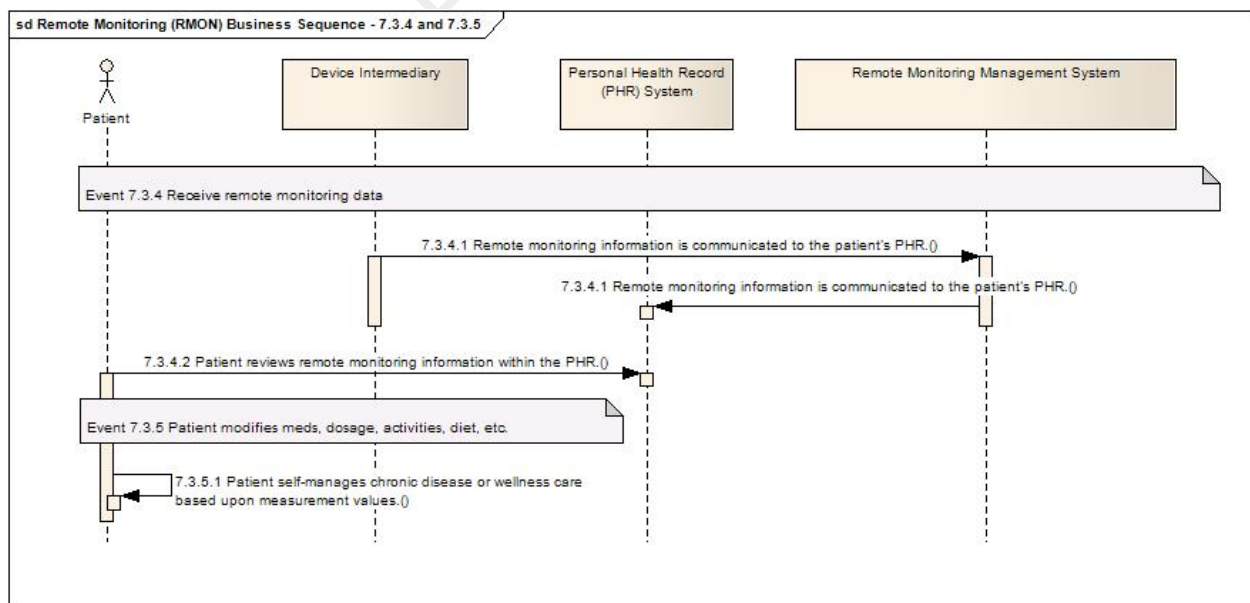 sd Remote Monitoring (RMON) Business Sequence - 7.3.4 and 7.3.5
Patient
Device Intermediary
Personal Health Record
(PHR) System
Remote Monitoring Management System
Event 7.3.4 Receive remote monitoring data
7.3.4.1 Remote monitoring information is communicated to the patient's PHR.()
7.3.4.1 Remote monitoring information is communicated to the patient's PHR.()
7.3.4.2 Patient reviews remote monitoring information within the PHR.()
Event 7.3.5 Patient modifies meds, dosage, activities, diet, etc.
7.3.5.1 Patient self-manages chronic disease or wellness care
based upon measurement values.()